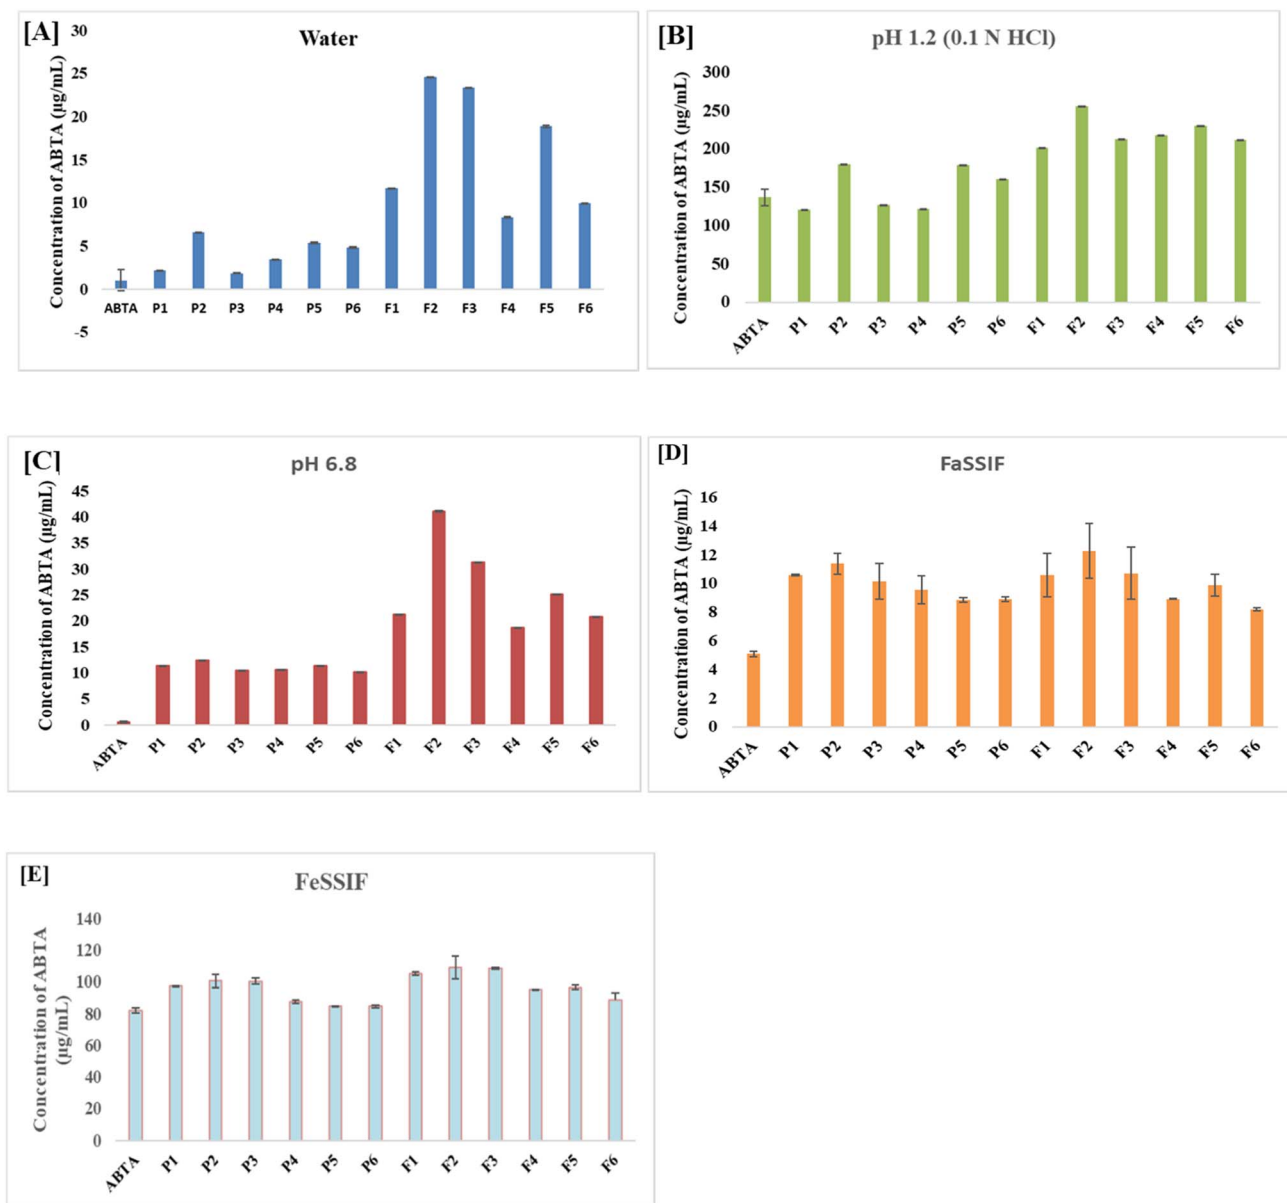 [A]
Water
Concentration of ABTA (µg/mL)
30
25
20
15
10
5
0
-5
ABTA P1 P2 P3 P4 P5 P6 F1 F2 F3 F4 F5 F6
[B]
pH 1.2 (0.1 N HCl)
Concentration of ABTA (µg/mL)
300
250
200
150
100
50
0
ABTA P1 P2 P3 P4 P5 P6 F1 F2 F3 F4 F5 F6
[C]
pH 6.8
Concentration of ABTA (µg/mL)
45
40
35
30
25
20
15
10
5
0
ABTA P1 P2 P3 P4 P5 P6 F1 F2 F3 F4 F5 F6
[D]
FaSSIF
Concentration of ABTA (µg/mL)
16
14
12
10
8
6
4
2
0
ABTA P1 P2 P3 P4 P5 P6 F1 F2 F3 F4 F5 F6
[E]
FeSSIF
Concentration of ABTA
(µg/mL)
140
120
100
80
60
40
20
0
ABTA P1 P2 P3 P4 P5 P6 F1 F2 F3 F4 F5 F6